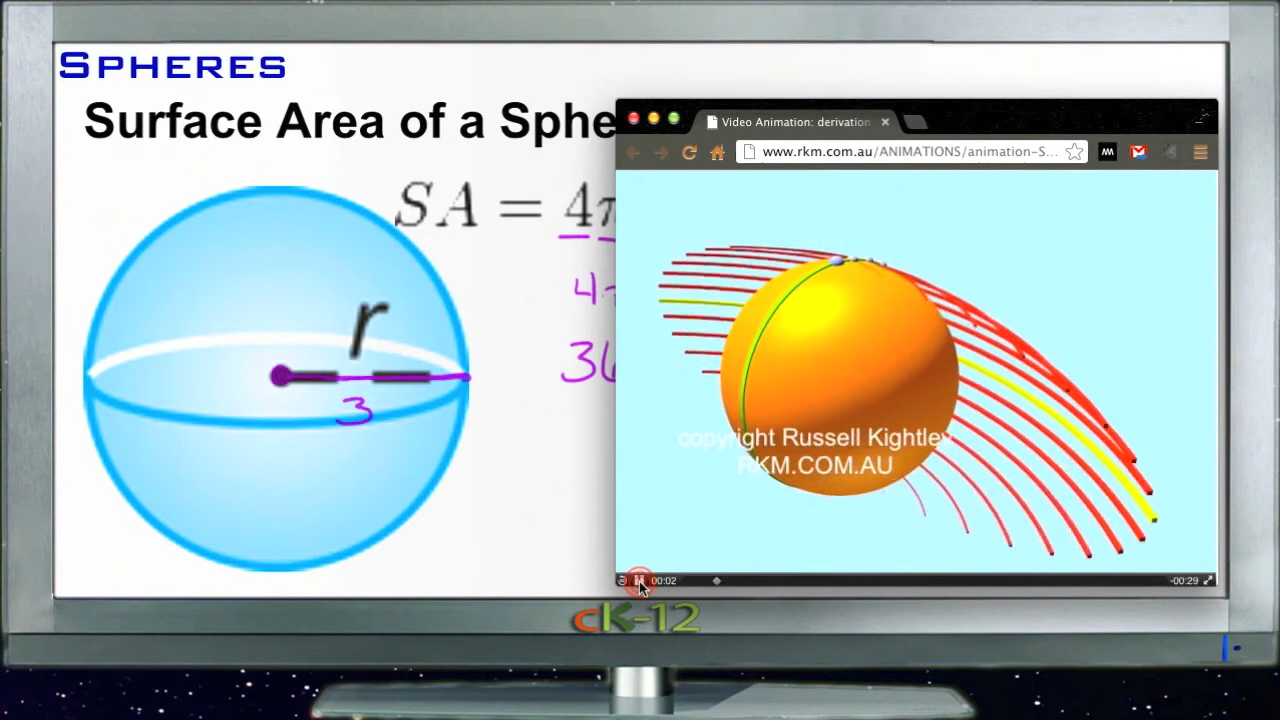 SPHERES
Surface Area of a Sphe
SA = 4π
4π
36
r
3
Video Animation: derivation
www.rkm.com.au/ANIMATIONS/animation-S...
copyright Russell Kightley
RKM.COM.AU
00:02
-00:29
cK-12